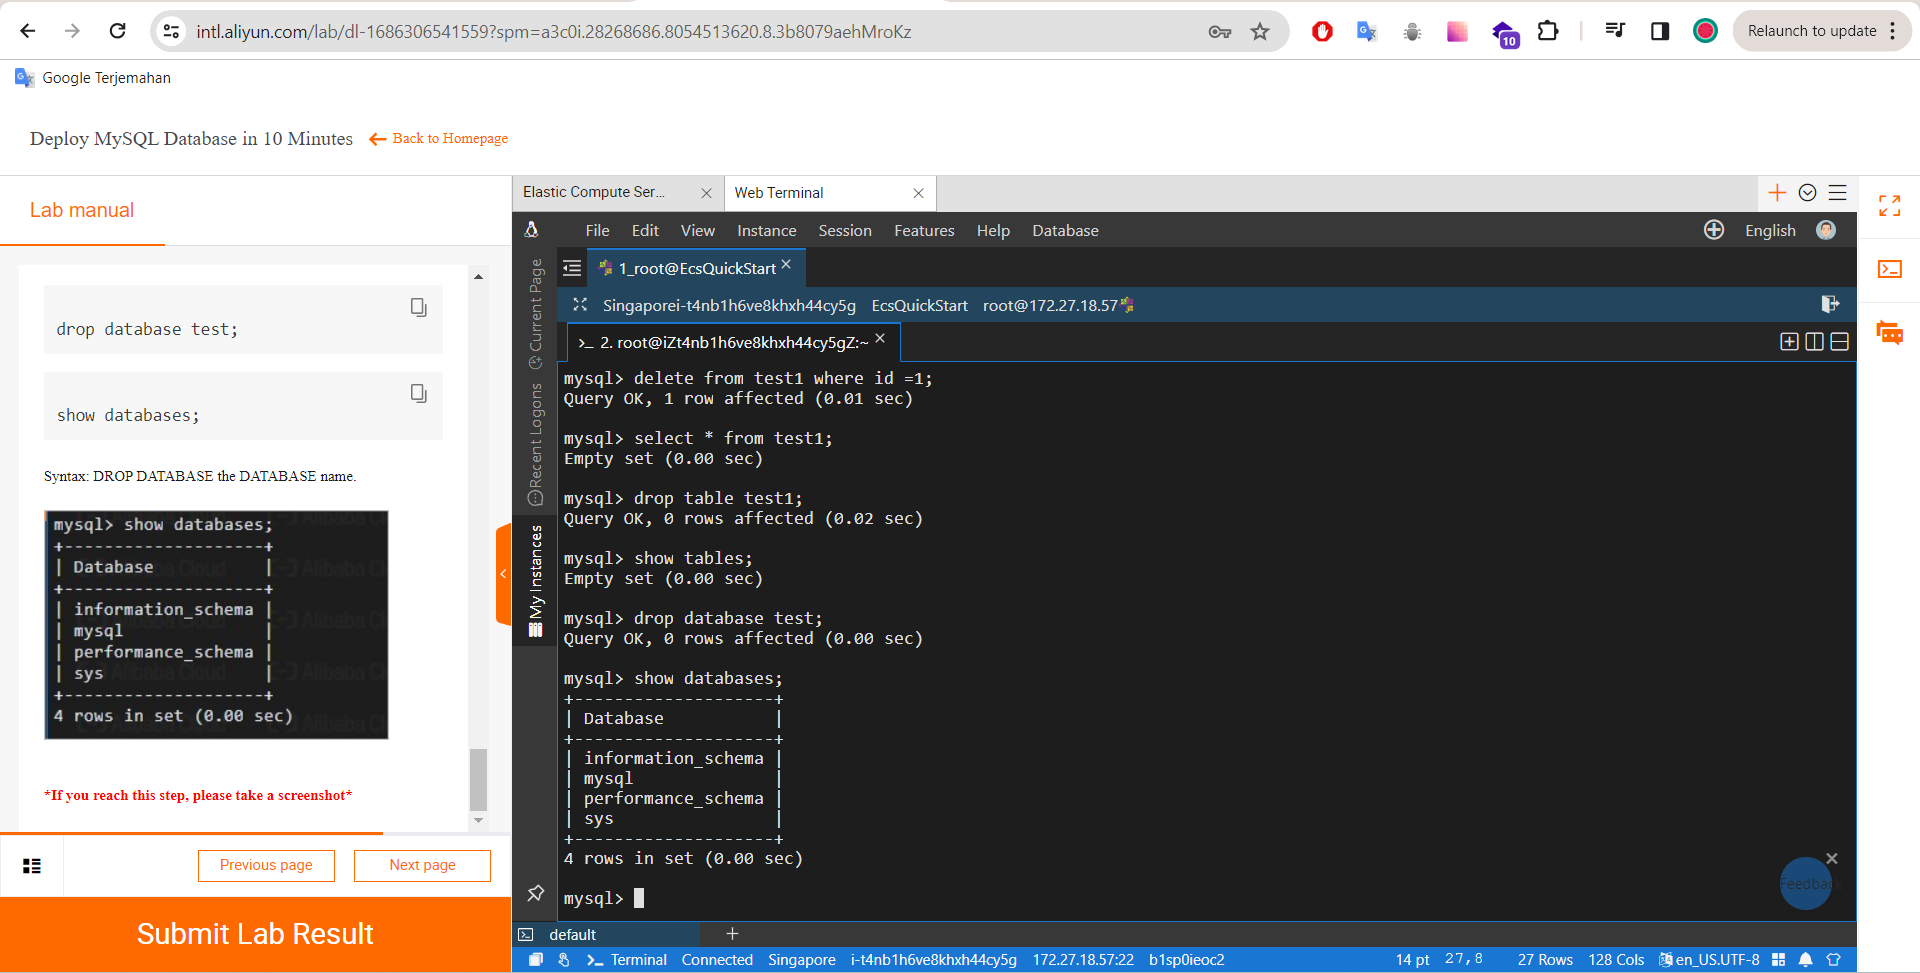 intl.aliyun.com/lab/dl-1686306541559?spm=a3c0i.28268686.8054513620.8.3b8079aehMroKz
10
Relaunch to update
Google Terjemahan
Deploy MySQL Database in 10 Minutes
Back to Homepage
Lab manual
drop database test;
show databases;
Syntax: DROP DATABASE the DATABASE name.
mysql> show databases;
+--------------------+
| Database           |
+--------------------+
| information_schema |
| mysql              |
| performance_schema |
| sys                |
+--------------------+
4 rows in set (0.00 sec)
*If you reach this step, please take a screenshot*
Previous page
Next page
Submit Lab Result
Elastic Compute Ser...
Web Terminal
File Edit View Instance Session Features Help Database
English
1_root@EcsQuickStart
Singaporei-t4nb1h6ve8khxh44cy5g EcsQuickStart root@172.27.18.57
>_ 2. root@iZt4nb1h6ve8khxh44cy5gZ:~
Current Page
Recent Logons
My Instances
mysql> delete from test1 where id =1;
Query OK, 1 row affected (0.01 sec)
mysql> select * from test1;
Empty set (0.00 sec)
mysql> drop table test1;
Query OK, 0 rows affected (0.02 sec)
mysql> show tables;
Empty set (0.00 sec)
mysql> drop database test;
Query OK, 0 rows affected (0.00 sec)
mysql> show databases;
+--------------------+
| Database           |
+--------------------+
| information_schema |
| mysql              |
| performance_schema |
| sys                |
+--------------------+
4 rows in set (0.00 sec)
mysql>
Feedback
default
Terminal Connected Singapore i-t4nb1h6ve8khxh44cy5g 172.27.18.57:22 b1sp0ieoc2 14 pt 27,8 27 Rows 128 Cols en_US.UTF-8